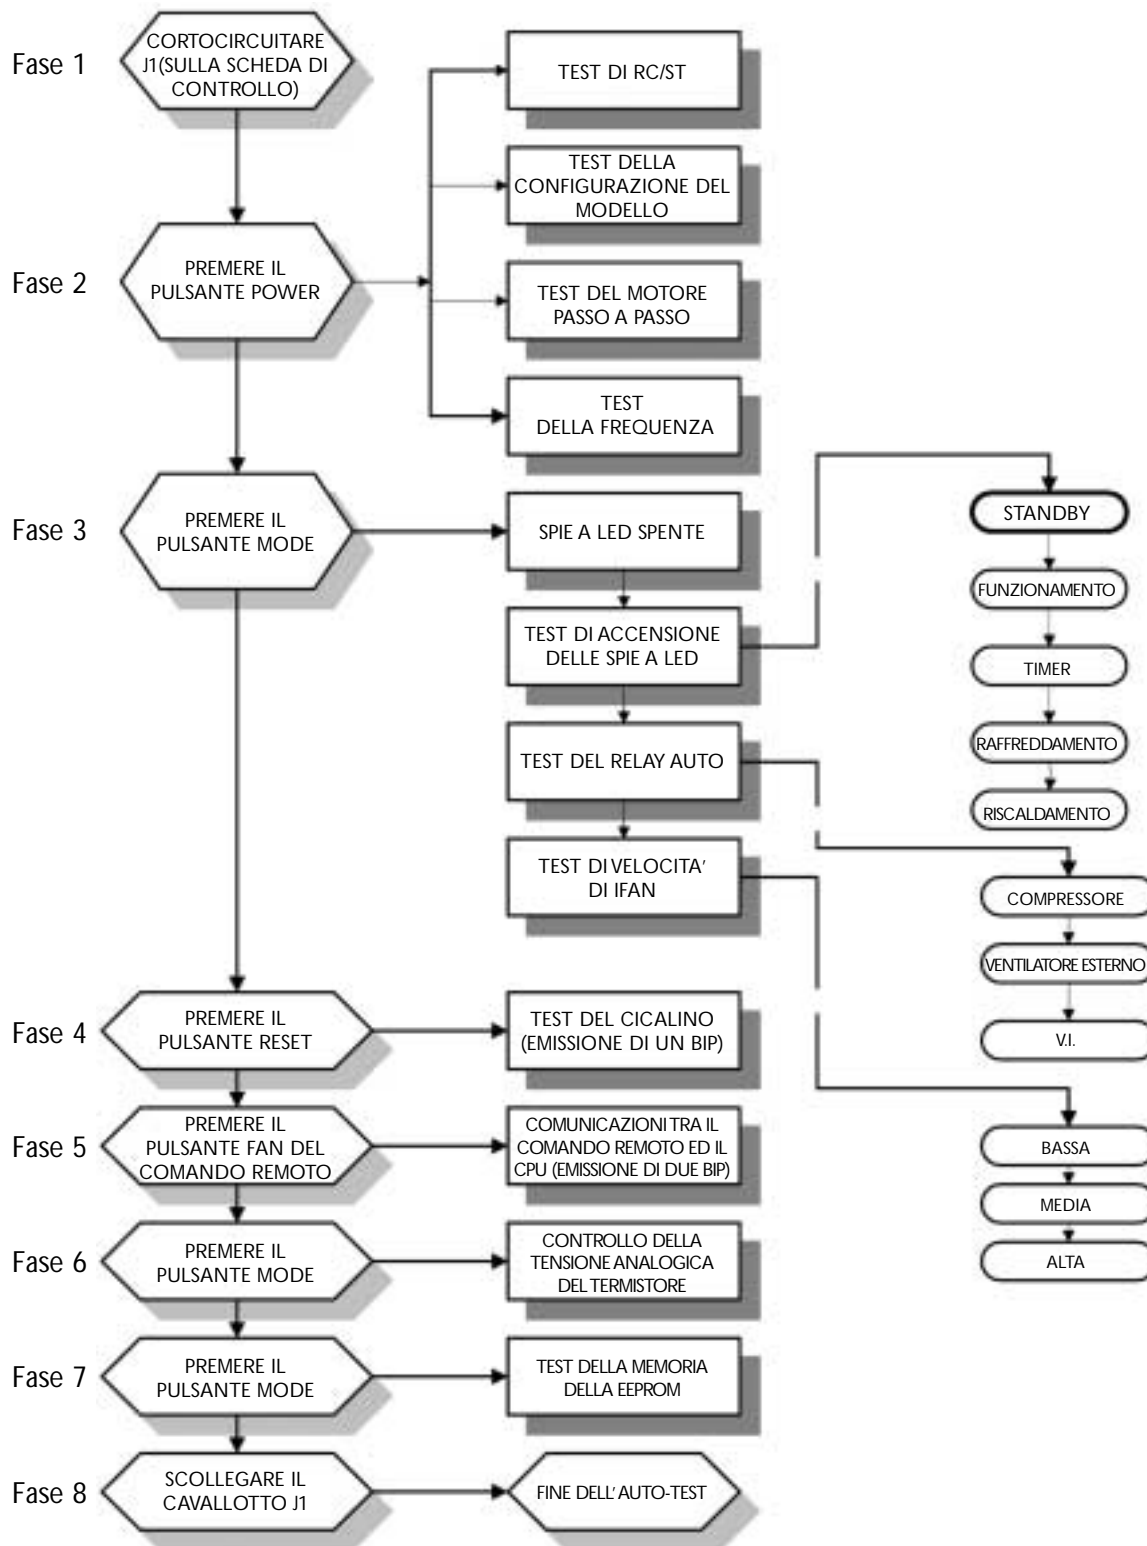 Fase 1
CORTOCIRCUITARE
J1(SULLA SCHEDA DI
CONTROLLO)
TEST DI RC/ST
TEST DELLA
CONFIGURAZIONE DEL
MODELLO
Fase 2
PREMERE IL
PULSANTE POWER
TEST DEL MOTORE
PASSO A PASSO
TEST
DELLA FREQUENZA
Fase 3
PREMERE IL
PULSANTE MODE
SPIE A LED SPENTE
TEST DI ACCENSIONE
DELLE SPIE A LED
TEST DEL RELAY AUTO
TEST DI VELOCITA'
DI IFAN
STANDBY
FUNZIONAMENTO
TIMER
RAFFREDDAMENTO
RISCALDAMENTO
COMPRESSORE
VENTILATORE ESTERNO
V.I.
BASSA
MEDIA
ALTA
Fase 4
PREMERE IL
PULSANTE RESET
TEST DEL CICALINO
(EMISSIONE DI UN BIP)
Fase 5
PREMERE IL
PULSANTE FAN DEL
COMANDO REMOTO
COMUNICAZIONI TRA IL
COMANDO REMOTO ED IL
CPU (EMISSIONE DI DUE BIP)
Fase 6
PREMERE IL
PULSANTE MODE
CONTROLLO DELLA
TENSIONE ANALOGICA
DEL TERMISTORE
Fase 7
PREMERE IL
PULSANTE MODE
TEST DELLA MEMORIA
DELLA EEPROM
Fase 8
SCOLLEGARE IL
CAVALLOTTO J1
FINE DELL'AUTO-TEST